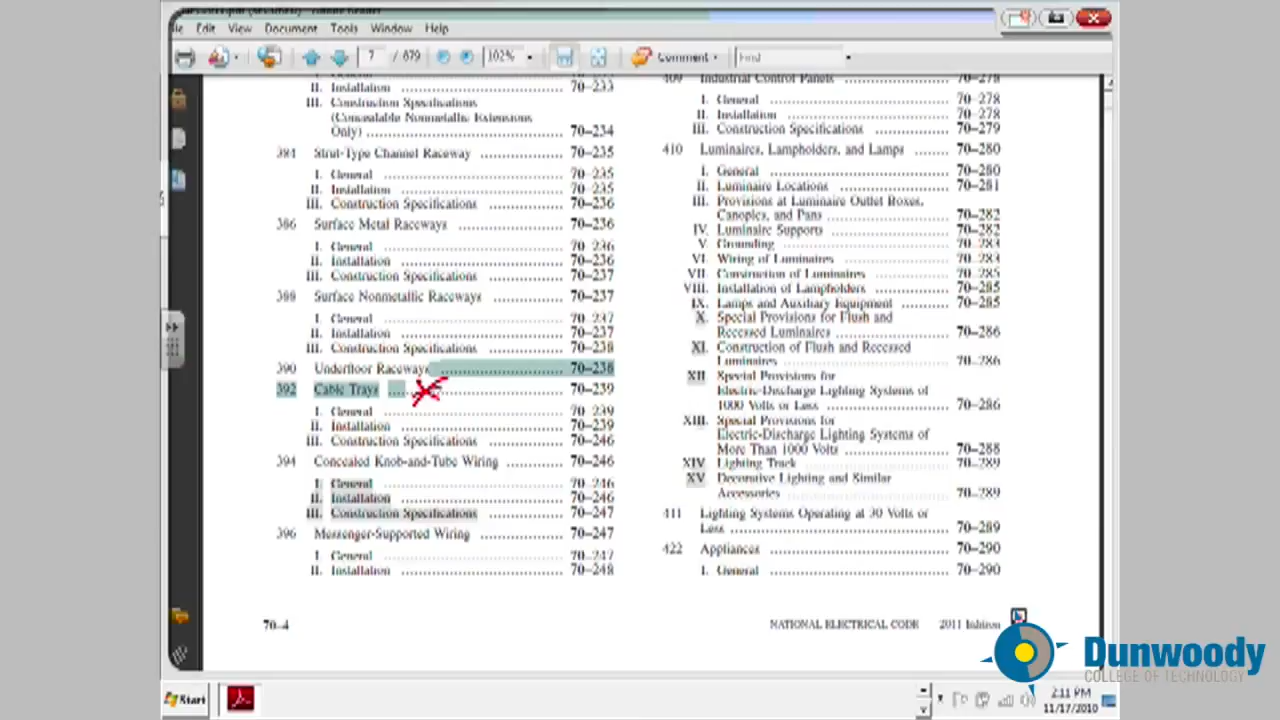 Edit View Document Tools Window Help
7 / 879 102% Comment Find
I. General
II. Installation 70–233
III. Construction Specifications
(Concealable Nonmetallic Extensions
Only) 70–234
384 Strut-Type Channel Raceway 70–235
I. General 70–235
II. Installation 70–235
III. Construction Specifications 70–236
386 Surface Metal Raceways 70–236
I. General 70–236
II. Installation 70–236
III. Construction Specifications 70–237
388 Surface Nonmetallic Raceways 70–237
I. General 70–237
II. Installation 70–237
III. Construction Specifications 70–238
390 Underfloor Raceways 70–238
392 Cable Trays 70–239
I. General 70–239
II. Installation 70–239
III. Construction Specifications 70–246
394 Concealed Knob-and-Tube Wiring 70–246
I. General 70–246
II. Installation 70–246
III. Construction Specifications 70–247
396 Messenger-Supported Wiring 70–247
I. General 70–247
II. Installation 70–248
409 Industrial Control Panels 70–278
I. General 70–278
II. Installation 70–278
III. Construction Specifications 70–279
410 Luminaires, Lampholders, and Lamps 70–280
I. General 70–280
II. Luminaire Locations 70–281
III. Provisions at Luminaire Outlet Boxes,
Canopies, and Pans 70–282
IV. Luminaire Supports 70–282
V. Grounding 70–283
VI. Wiring of Luminaires 70–283
VII. Construction of Luminaires 70–285
VIII. Installation of Lampholders 70–285
IX. Lamps and Auxiliary Equipment 70–285
X. Special Provisions for Flush and
Recessed Luminaires 70–286
XI. Construction of Flush and Recessed
Luminaires 70–286
XII. Special Provisions for
Electric-Discharge Lighting Systems of
1000 Volts or Less 70–286
XIII. Special Provisions for
Electric-Discharge Lighting Systems of
More Than 1000 Volts 70–288
XIV Lighting Track 70–289
XV Decorative Lighting and Similar
Accessories 70–289
411 Lighting Systems Operating at 30 Volts or
Less 70–289
422 Appliances 70–290
I. General 70–290
70–4 NATIONAL ELECTRICAL CODE 2011 Edition
Dunwoody
COLLEGE OF TECHNOLOGY
Start 2:11 PM
11/17/2010